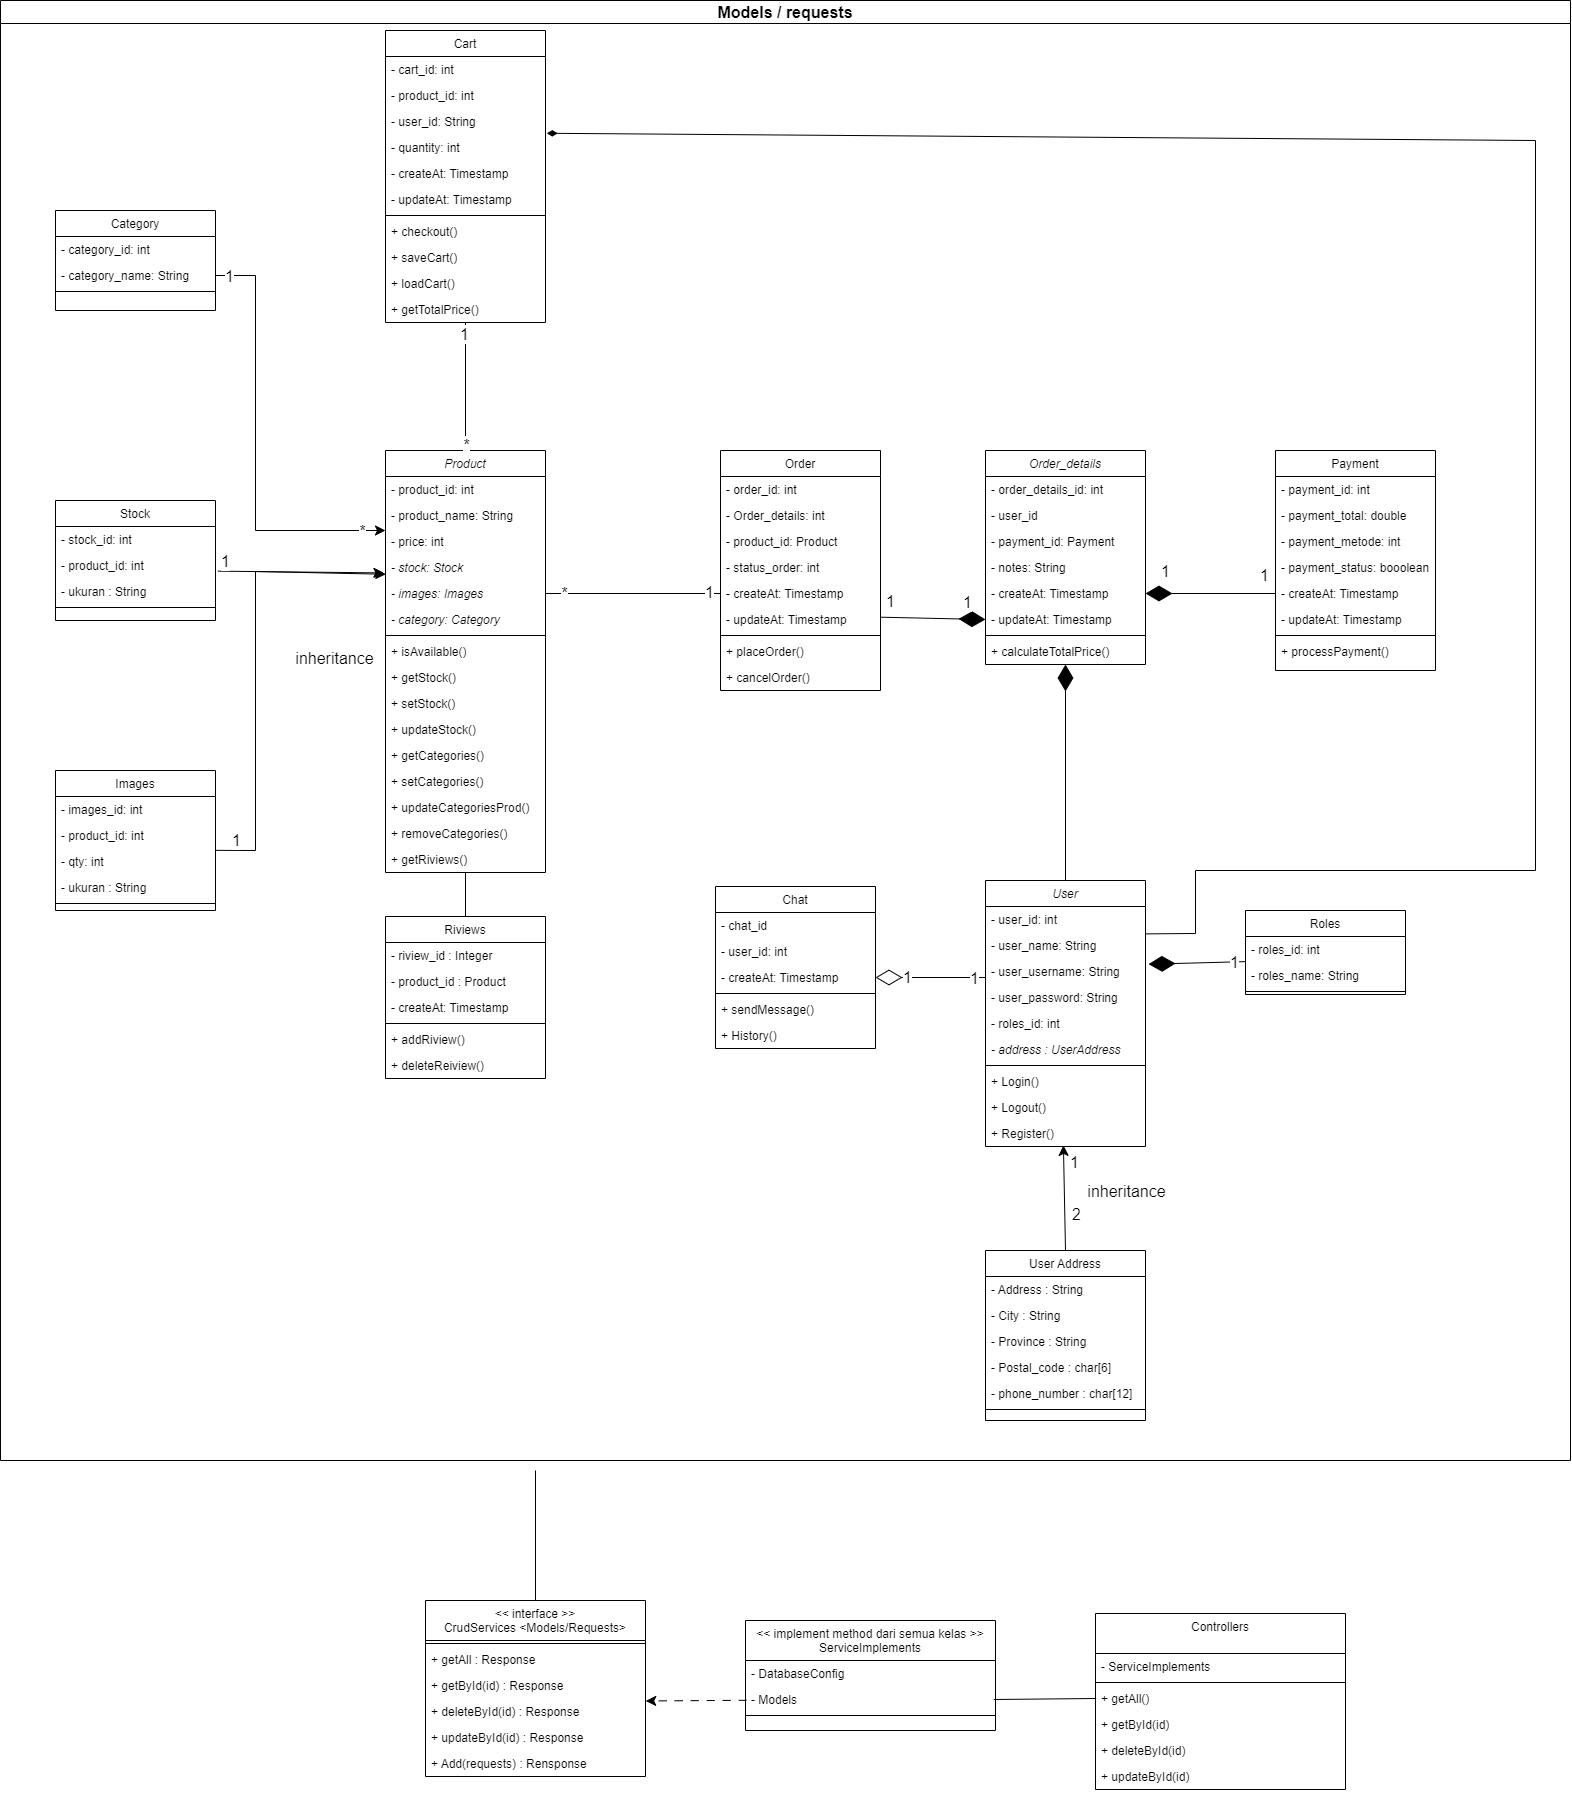 Models / requests
Cart
- cart_id: int
- product_id: int
- user_id: String
- quantity: int
- createAt: Timestamp
- updateAt: Timestamp
+ checkout()
+ saveCart()
+ loadCart()
+ getTotalPrice()
1
*
Category
- category_id: int
- category_name: String
1
*
Stock
- stock_id: int
- product_id: int
- ukuran : String
1
inheritance
Images
- images_id: int
- product_id: int
- qty: int
- ukuran : String
1
Product
- product_id: int
- product_name: String
- price: int
- stock: Stock
- images: Images
- category: Category
+ isAvailable()
+ getStock()
+ setStock()
+ updateStock()
+ getCategories()
+ setCategories()
+ updateCategoriesProd()
+ removeCategories()
+ getRiviews()
*
1
Riviews
- riview_id : Integer
- product_id : Product
- createAt: Timestamp
+ addRiview()
+ deleteReiview()
Order
- order_id: int
- Order_details: int
- product_id: Product
- status_order: int
- createAt: Timestamp
- updateAt: Timestamp
+ placeOrder()
+ cancelOrder()
1
1
Order_details
- order_details_id: int
- user_id
- payment_id: Payment
- notes: String
- createAt: Timestamp
- updateAt: Timestamp
+ calculateTotalPrice()
1
1
Payment
- payment_id: int
- payment_total: double
- payment_metode: int
- payment_status: booolean
- createAt: Timestamp
- updateAt: Timestamp
+ processPayment()
Chat
- chat_id
- user_id: int
- createAt: Timestamp
+ sendMessage()
+ History()
1
1
User
- user_id: int
- user_name: String
- user_username: String
- user_password: String
- roles_id: int
- address : UserAddress
+ Login()
+ Logout()
+ Register()
1
Roles
- roles_id: int
- roles_name: String
1
inheritance
2
User Address
- Address : String
- City : String
- Province : String
- Postal_code : char[6]
- phone_number : char[12]
<< interface >>
CrudServices <Models/Requests>
+ getAll : Response
+ getById(id) : Response
+ deleteById(id) : Response
+ updateById(id) : Response
+ Add(requests) : Rensponse
<< implement method dari semua kelas >>
ServiceImplements
- DatabaseConfig
- Models
Controllers
- ServiceImplements
+ getAll()
+ getById(id)
+ deleteById(id)
+ updateById(id)